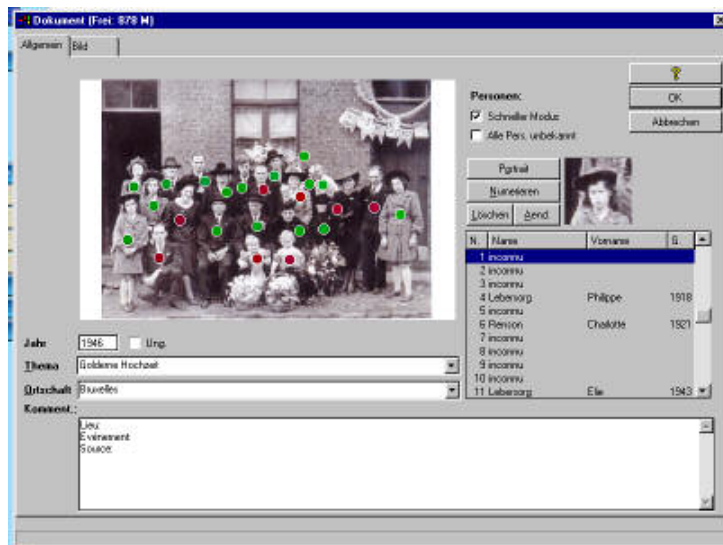 Dokument (Frei: 878 M)
Allgemein Bild
Personen:
Schneller Modus
Alle Pers. unbekannt
?
OK
Abbrechen
Portrait
Numerieren
Löschen Aend.
N. Name Vorname G.
1 inconnu
2 inconnu
3 inconnu
4 Lebensorg Philippe 1918
5 inconnu
6 Renson Charlotte 1921
7 inconnu
8 inconnu
9 inconnu
10 inconnu
11 Lebensorg Elie 1943
Jahr 1946 Ung.
Thema Goldene Hochzeit
Ortschaft Bruxelles
Komment.:
Lieu:
Evénement
Source: